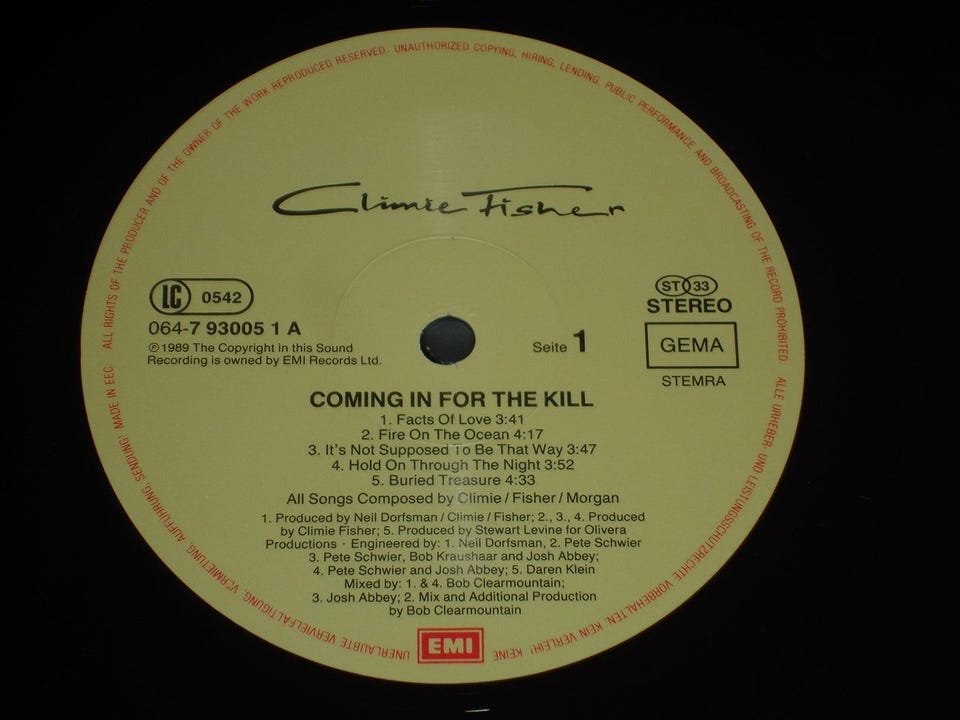 ALL RIGHTS OF THE PRODUCER AND OF THE OWNER OF THE WORK REPRODUCED RESERVED. UNAUTHORIZED COPYING, HIRING, LENDING, PUBLIC PERFORMANCE AND BROADCASTING OF THE RECORD PROHIBITED
Climie Fisher
LC 0542
064-7 93005 1 A
℗1989 The Copyright in this Sound
Recording is owned by EMI Records Ltd.
ST 33
STEREO
GEMA
STEMRA
Seite 1
COMING IN FOR THE KILL
1. Facts Of Love 3:41
2. Fire On The Ocean 4:17
3. It's Not Supposed To Be That Way 3:47
4. Hold On Through The Night 3:52
5. Buried Treasure 4:33
All Songs Composed by Climie / Fisher / Morgan
1. Produced by Neil Dorfsman / Climie / Fisher; 2., 3., 4. Produced
by Climie Fisher; 5. Produced by Stewart Levine for Olivera
Productions · Engineered by: 1. Neil Dorfsman, 2. Pete Schwier
3. Pete Schwier, Bob Kraushaar and Josh Abbey;
4. Pete Schwier and Josh Abbey; 5. Daren Klein
Mixed by: 1. & 4. Bob Clearmountain;
3. Josh Abbey; 2. Mix and Additional Production
by Bob Clearmountain
EMI
ALLE URHEBER- UND LEISTUNGSSCHUTZRECHTE VORBEHALTEN. KEIN VERLEIH! KEINE UNERLAUBTE VERVIELFÄLTIGUNG, VERMIETUNG, AUFFÜHRUNG, SENDUNG! MADE IN EEC